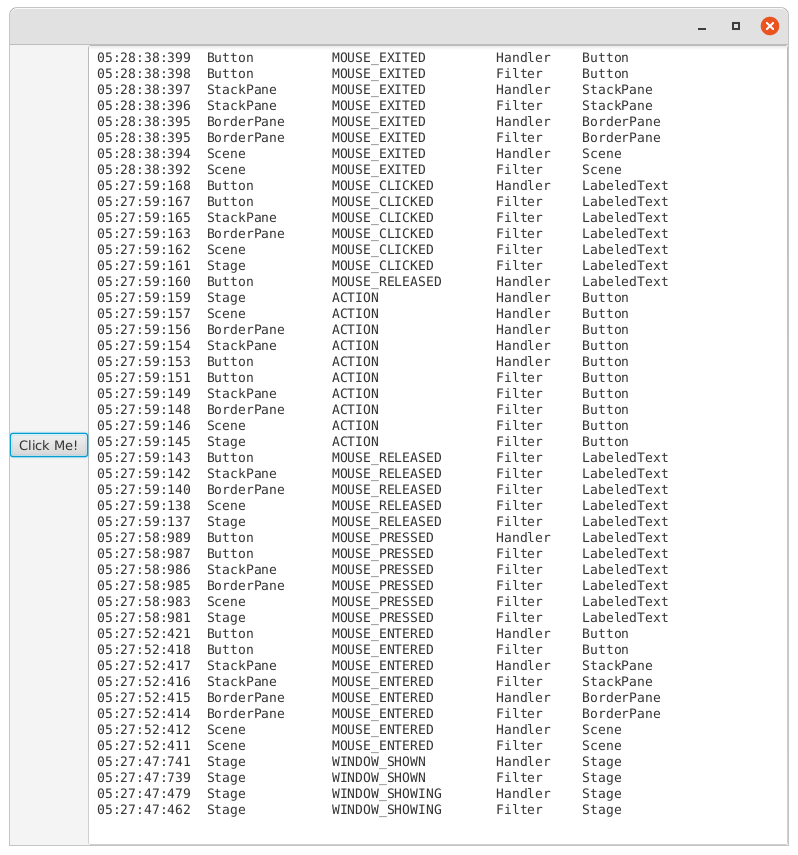 05:28:38:399 Button MOUSE_EXITED Handler Button
05:28:38:398 Button MOUSE_EXITED Filter Button
05:28:38:397 StackPane MOUSE_EXITED Handler StackPane
05:28:38:396 StackPane MOUSE_EXITED Filter StackPane
05:28:38:395 BorderPane MOUSE_EXITED Handler BorderPane
05:28:38:395 BorderPane MOUSE_EXITED Filter BorderPane
05:28:38:394 Scene MOUSE_EXITED Handler Scene
05:28:38:392 Scene MOUSE_EXITED Filter Scene
05:27:59:168 Button MOUSE_CLICKED Handler LabeledText
05:27:59:167 Button MOUSE_CLICKED Filter LabeledText
05:27:59:165 StackPane MOUSE_CLICKED Filter LabeledText
05:27:59:163 BorderPane MOUSE_CLICKED Filter LabeledText
05:27:59:162 Scene MOUSE_CLICKED Filter LabeledText
05:27:59:161 Stage MOUSE_CLICKED Filter LabeledText
05:27:59:160 Button MOUSE_RELEASED Handler LabeledText
05:27:59:159 Stage ACTION Handler Button
05:27:59:157 Scene ACTION Handler Button
05:27:59:156 BorderPane ACTION Handler Button
05:27:59:154 StackPane ACTION Handler Button
05:27:59:153 Button ACTION Handler Button
05:27:59:151 Button ACTION Filter Button
05:27:59:149 StackPane ACTION Filter Button
05:27:59:148 BorderPane ACTION Filter Button
05:27:59:146 Scene ACTION Filter Button
05:27:59:145 Stage ACTION Filter Button
Click Me!
05:27:59:143 Button MOUSE_RELEASED Filter LabeledText
05:27:59:142 StackPane MOUSE_RELEASED Filter LabeledText
05:27:59:140 BorderPane MOUSE_RELEASED Filter LabeledText
05:27:59:138 Scene MOUSE_RELEASED Filter LabeledText
05:27:59:137 Stage MOUSE_RELEASED Filter LabeledText
05:27:58:989 Button MOUSE_PRESSED Handler LabeledText
05:27:58:987 Button MOUSE_PRESSED Filter LabeledText
05:27:58:986 StackPane MOUSE_PRESSED Filter LabeledText
05:27:58:985 BorderPane MOUSE_PRESSED Filter LabeledText
05:27:58:983 Scene MOUSE_PRESSED Filter LabeledText
05:27:58:981 Stage MOUSE_PRESSED Filter LabeledText
05:27:52:421 Button MOUSE_ENTERED Handler Button
05:27:52:418 Button MOUSE_ENTERED Filter Button
05:27:52:417 StackPane MOUSE_ENTERED Handler StackPane
05:27:52:416 StackPane MOUSE_ENTERED Filter StackPane
05:27:52:415 BorderPane MOUSE_ENTERED Handler BorderPane
05:27:52:414 BorderPane MOUSE_ENTERED Filter BorderPane
05:27:52:412 Scene MOUSE_ENTERED Handler Scene
05:27:52:411 Scene MOUSE_ENTERED Filter Scene
05:27:47:741 Stage WINDOW_SHOWN Handler Stage
05:27:47:739 Stage WINDOW_SHOWN Filter Stage
05:27:47:479 Stage WINDOW_SHOWING Handler Stage
05:27:47:462 Stage WINDOW_SHOWING Filter Stage